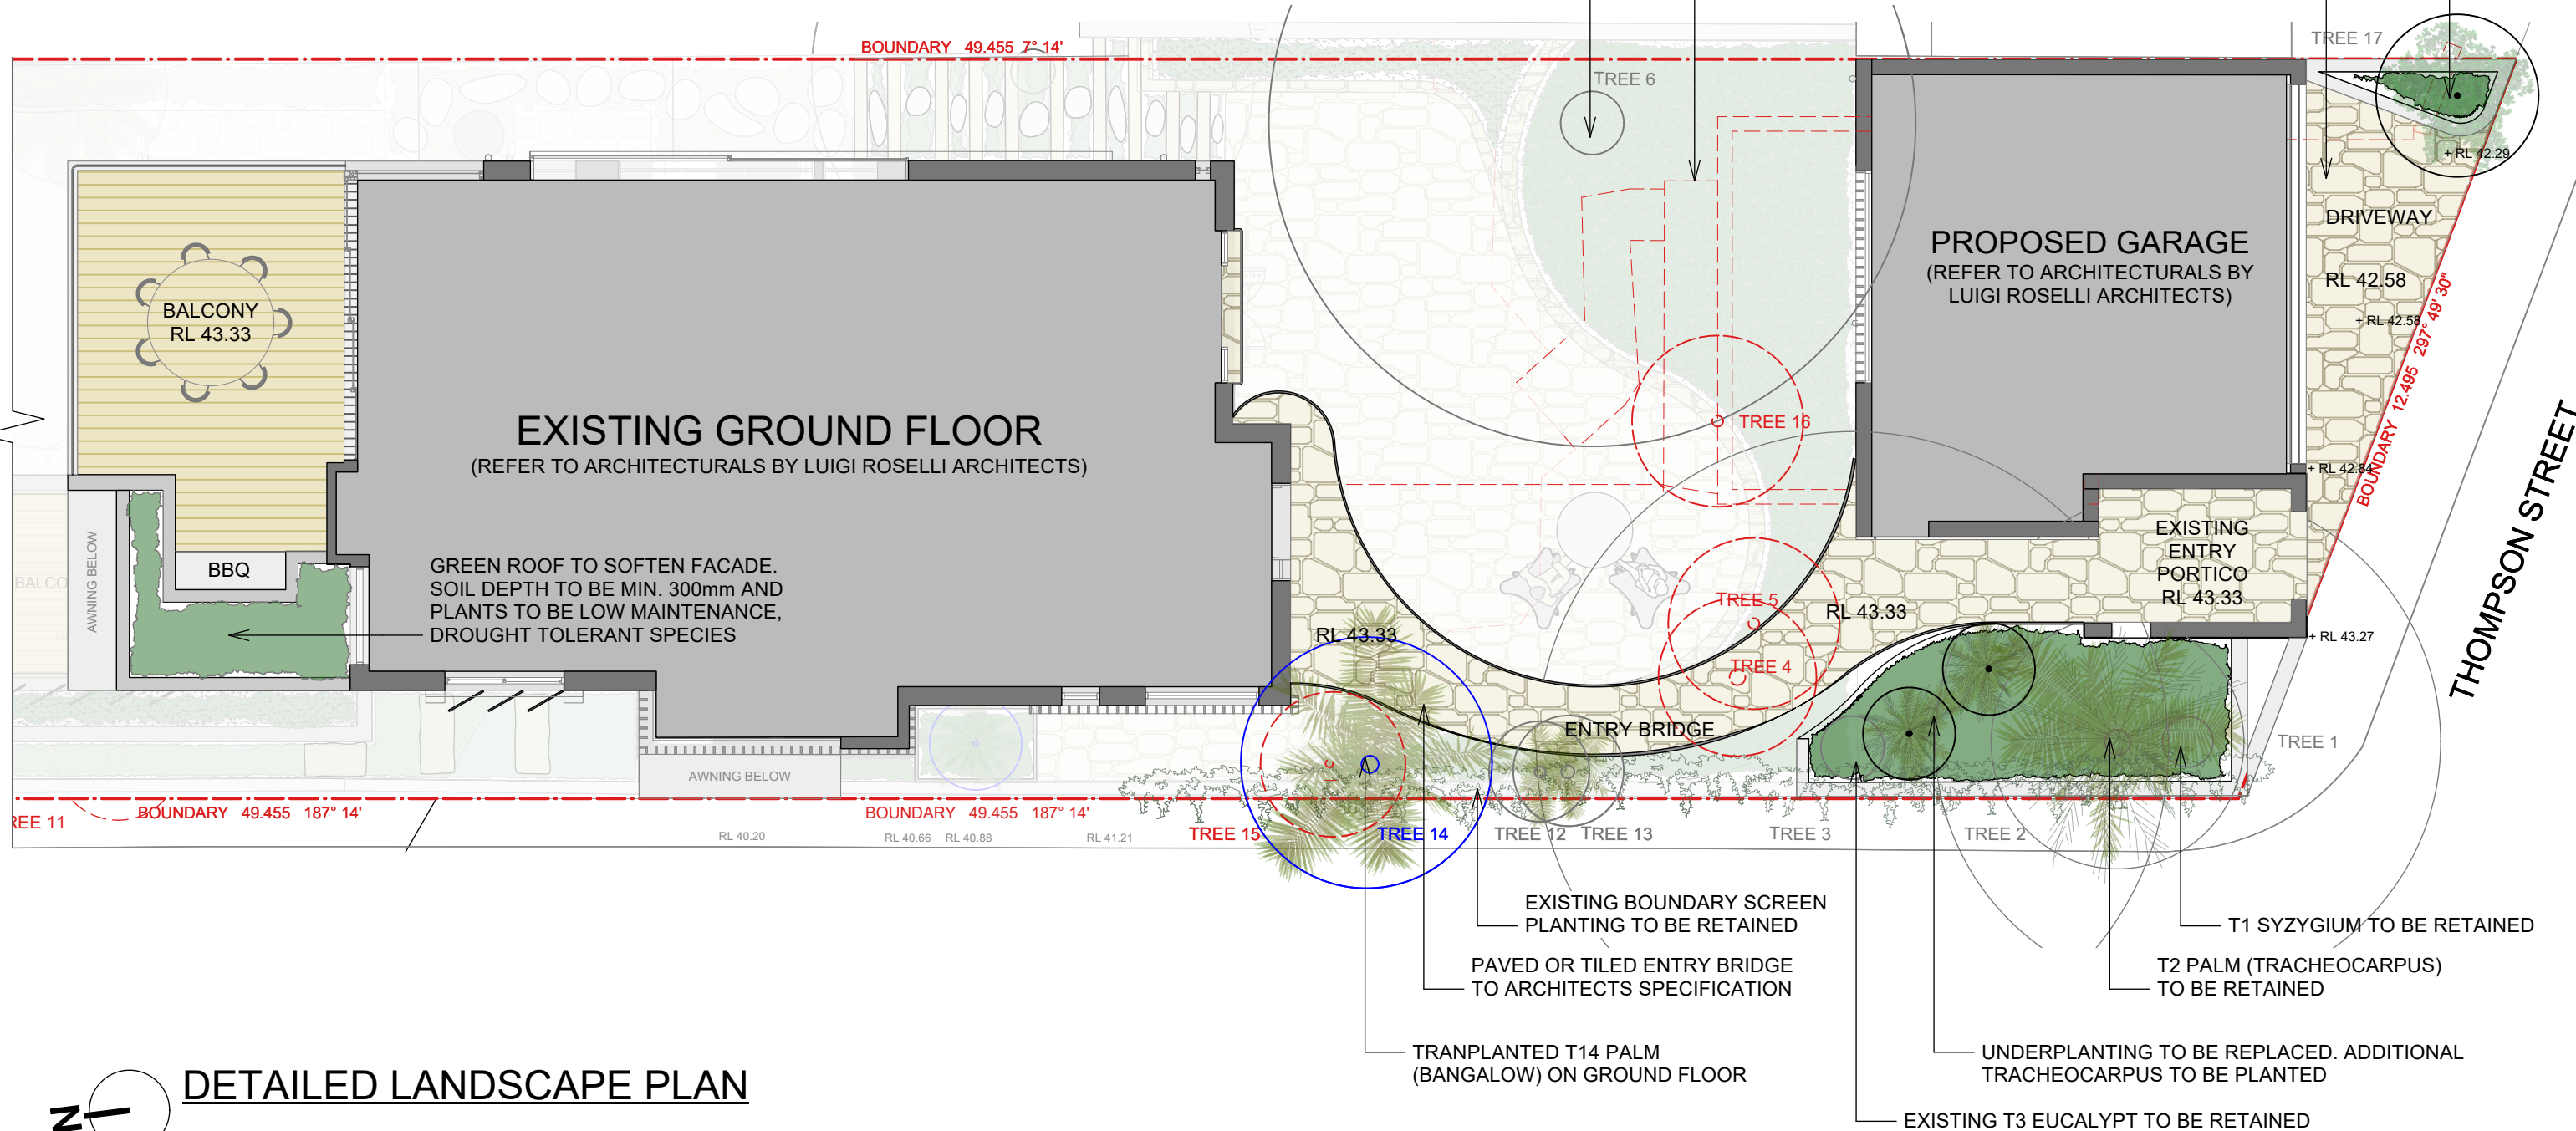 BOUNDARY 49.455 7° 14'
TREE 17
TREE 6
+ RL 42.29
DRIVEWAY
PROPOSED GARAGE
(REFER TO ARCHITECTURALS BY
LUIGI ROSELLI ARCHITECTS)
RL 42.58
+ RL 42.58
BOUNDARY 12.495 297° 49' 30"
BALCONY
RL 43.33
EXISTING GROUND FLOOR
(REFER TO ARCHITECTURALS BY LUIGI ROSELLI ARCHITECTS)
TREE 16
+ RL 42.84
THOMPSON STREET
EXISTING
ENTRY
PORTICO
RL 43.33
AWNING BELOW
BALCO
BBQ
GREEN ROOF TO SOFTEN FACADE.
SOIL DEPTH TO BE MIN. 300mm AND
PLANTS TO BE LOW MAINTENANCE,
DROUGHT TOLERANT SPECIES
TREE 5
RL 43.33
RL 43.33
+ RL 43.27
TREE 4
ENTRY BRIDGE
TREE 1
AWNING BELOW
REE 11
BOUNDARY 49.455 187° 14'
BOUNDARY 49.455 187° 14'
RL 40.20
RL 40.66
RL 40.88
RL 41.21
TREE 15
TREE 14
TREE 12
TREE 13
TREE 3
TREE 2
EXISTING BOUNDARY SCREEN
PLANTING TO BE RETAINED
T1 SYZYGIUM TO BE RETAINED
PAVED OR TILED ENTRY BRIDGE
TO ARCHITECTS SPECIFICATION
T2 PALM (TRACHEOCARPUS)
TO BE RETAINED
TRANPLANTED T14 PALM
(BANGALOW) ON GROUND FLOOR
UNDERPLANTING TO BE REPLACED. ADDITIONAL
TRACHEOCARPUS TO BE PLANTED
EXISTING T3 EUCALYPT TO BE RETAINED
DETAILED LANDSCAPE PLAN
N